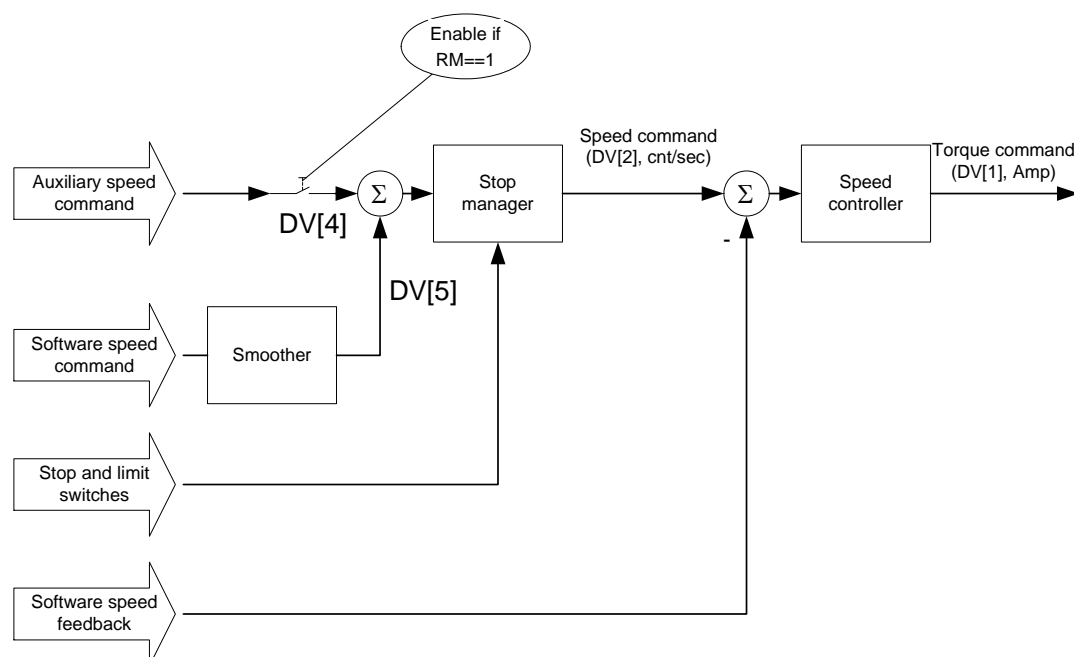 Enable if
RM==1
Speed command
(DV[2], cnt/sec)
Torque command
(DV[1], Amp)
Auxiliary speed
command
Σ
Stop
manager
Σ
Speed
controller
DV[4]
-
DV[5]
Software speed
command
Smoother
Stop and limit
switches
Software speed
feedback